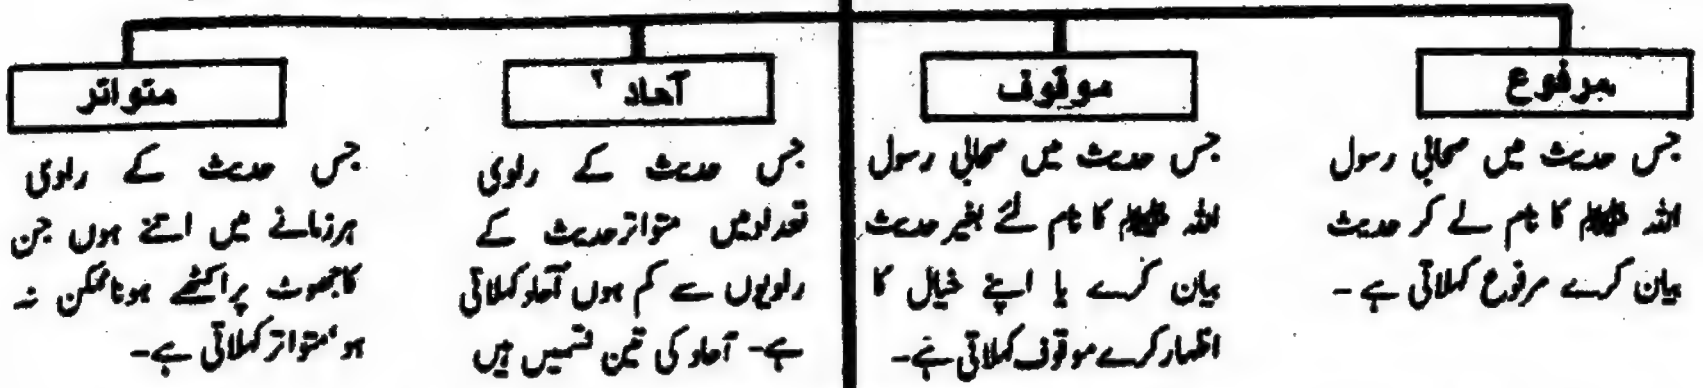 مرفوع
جس حدیث میں صحابی رسول
اللہ ﷺ کا نام لے کر حدیث
بیان کرے مرفوع کہلاتی ہے -
موقوف
جس حدیث میں صحابی رسول
اللہ ﷺ کا نام لئے بغیر حدیث
بیان کرے یا اپنے خیال کا
اظہار کرے موقوف کہلاتی ہے-
آحاد ۲
جس حدیث کے راوی
تعداد میں متواتر حدیث کے
راویوں سے کم ہوں آحاد کہلاتی
ہے- آحاد کی تین قسمیں ہیں
متواتر
جس حدیث کے راوی
ہر زمانے میں اتنے ہوں جن
کا جھوٹ پر اکٹھے ہونا ممکن نہ
ہو، متواتر کہلاتی ہے-